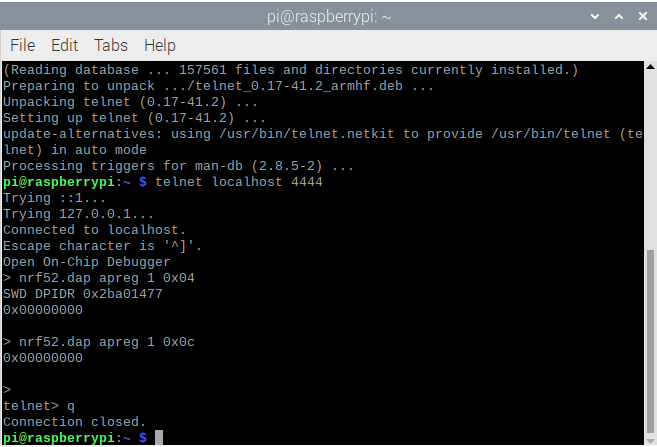 pi@raspberrypi: ~
File Edit Tabs Help
(Reading database ... 157561 files and directories currently installed.)
Preparing to unpack .../telnet_0.17-41.2_armhf.deb ...
Unpacking telnet (0.17-41.2) ...
Setting up telnet (0.17-41.2) ...
update-alternatives: using /usr/bin/telnet.netkit to provide /usr/bin/telnet (te
lnet) in auto mode
Processing triggers for man-db (2.8.5-2) ...
pi@raspberrypi:~ $ telnet localhost 4444
Trying ::1...
Trying 127.0.0.1...
Connected to localhost.
Escape character is '^]'.
Open On-Chip Debugger
> nrf52.dap apreg 1 0x04
SWD DPIDR 0x2ba01477
0x00000000
> nrf52.dap apreg 1 0x0c
0x00000000
>
telnet> q
Connection closed.
pi@raspberrypi:~ $